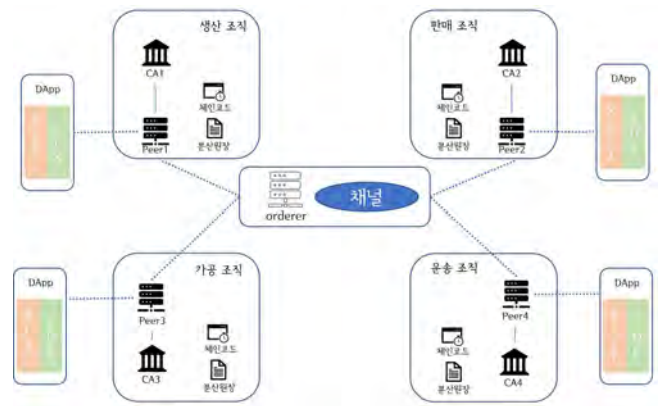 생산 조직
CA1
체인코드
분산원장
Peer1
DApp
판매 조직
CA2
체인코드
분산원장
Peer2
DApp
orderer
채널
가공 조직
Peer3
체인코드
분산원장
CA3
DApp
운송 조직
Peer4
체인코드
분산원장
CA4
DApp